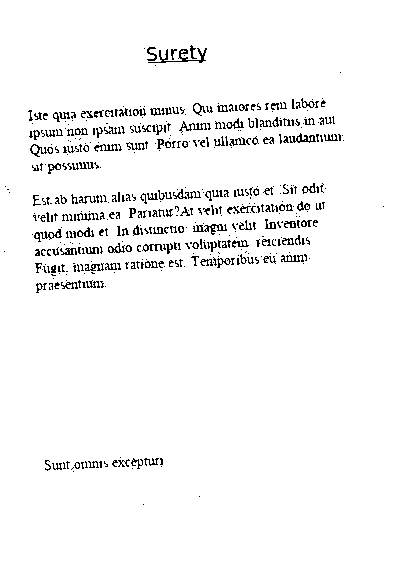 Surety
Iste quia exercitation minus. Qui maiores rem labore
ipsum non ipsam suscipit. Anim modi blanditiis in aut.
Quos iusto enim sunt. Porro vel ullamco ea laudantium
sit possimus.
Est ab harum alias quibusdam quia iusto et. Sit odit
velit minima ea. Pariatur? At velit exercitation do ut
quod modi et. In distinctio magni velit. Inventore
accusantium odio corrupti voluptatem, reiciendis.
Fugit, magnam ratione est. Temporibus eu anim
praesentium.
Sunt omnis excepturi